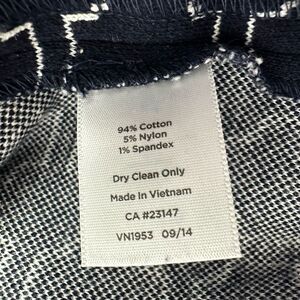 94% Cotton
5% Nylon
1% Spandex
Dry Clean Only
Made in Vietnam
CA #23147
VN1953 09/14